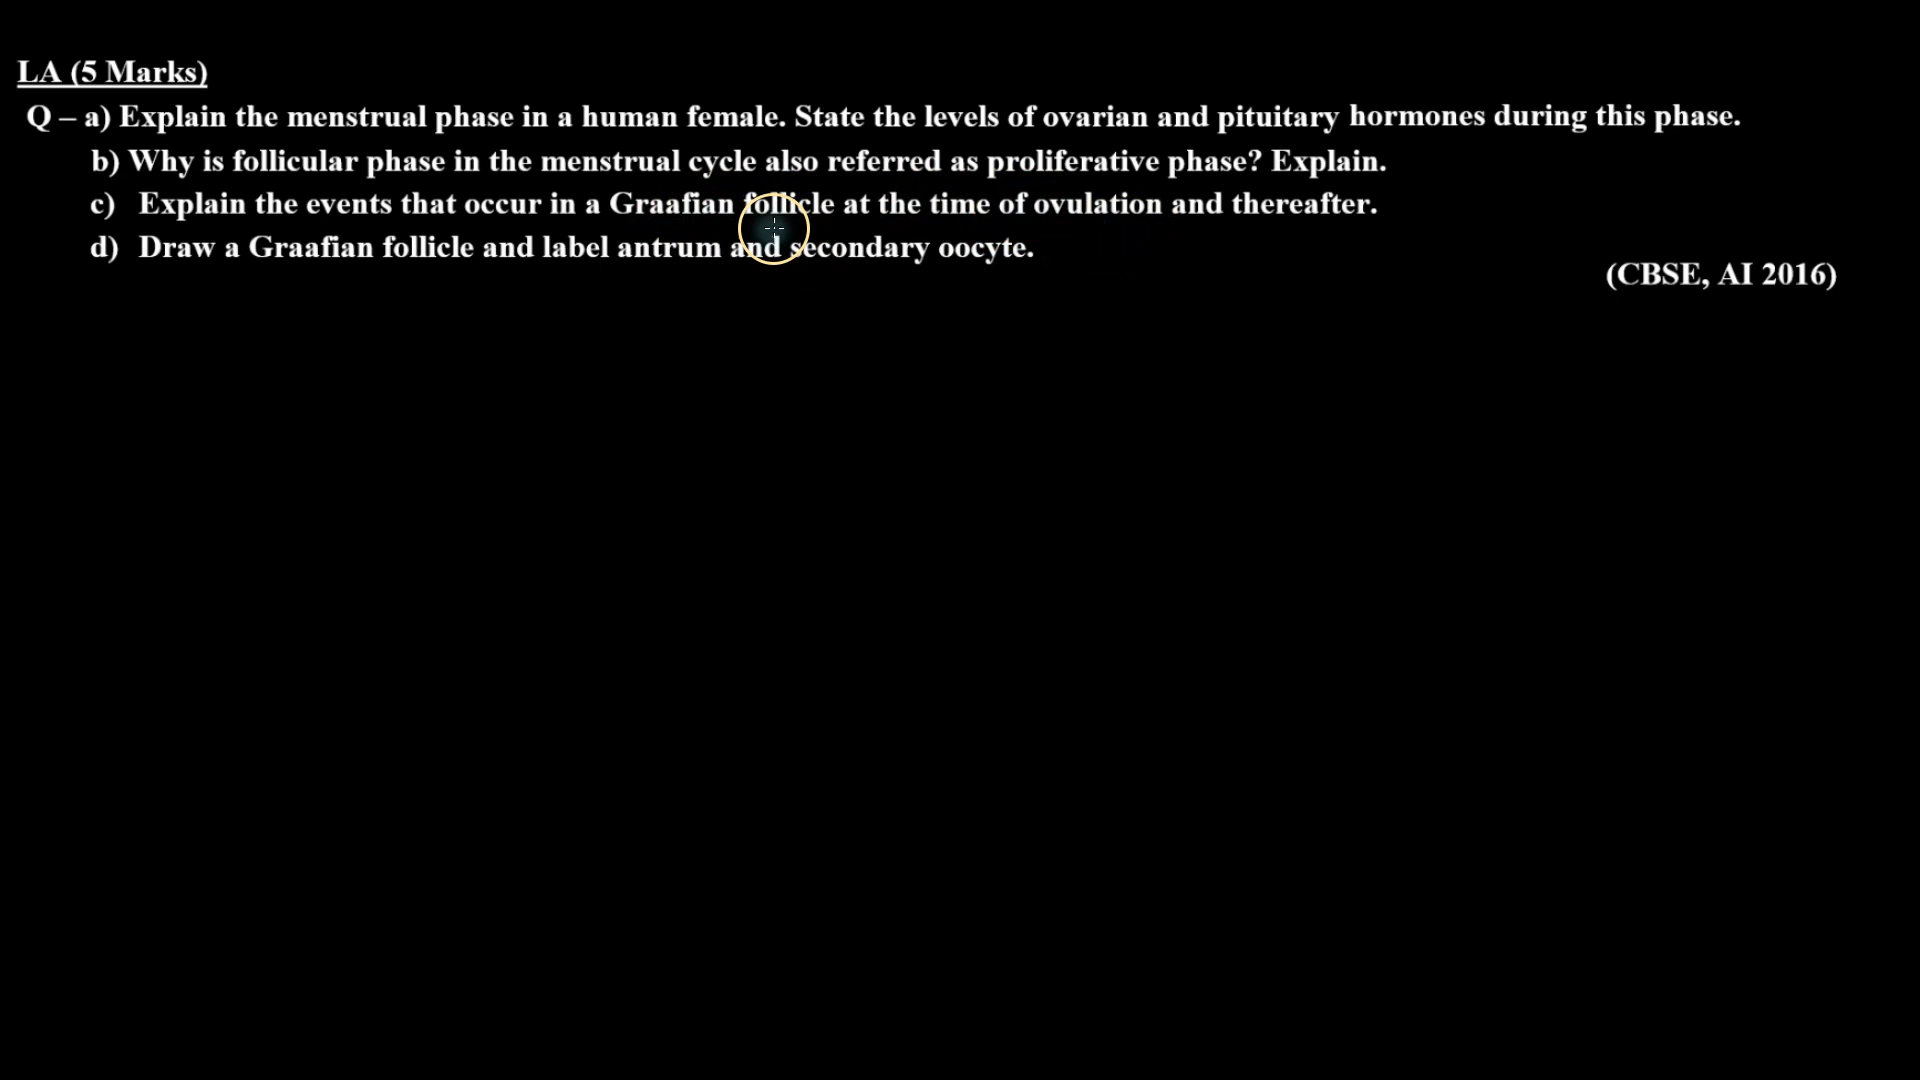 LA (5 Marks)
Q – a) Explain the menstrual phase in a human female. State the levels of ovarian and pituitary hormones during this phase.
b) Why is follicular phase in the menstrual cycle also referred as proliferative phase? Explain.
c) Explain the events that occur in a Graafian follicle at the time of ovulation and thereafter.
d) Draw a Graafian follicle and label antrum and secondary oocyte.
(CBSE, AI 2016)